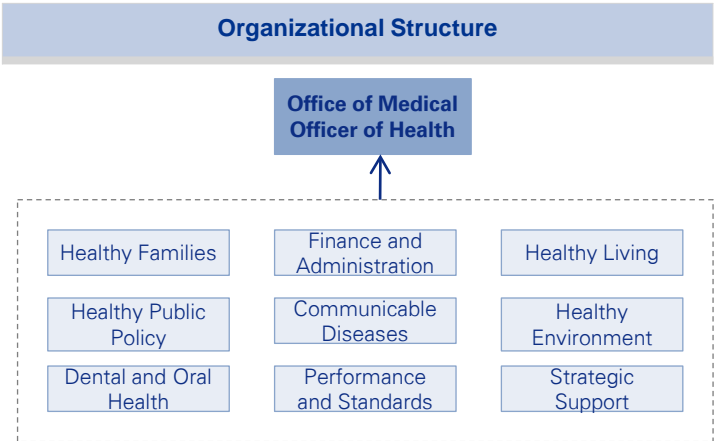 Organizational Structure
Office of Medical
Officer of Health
Healthy Families
Finance and
Administration
Healthy Living
Healthy Public
Policy
Communicable
Diseases
Healthy
Environment
Dental and Oral
Health
Performance
and Standards
Strategic
Support